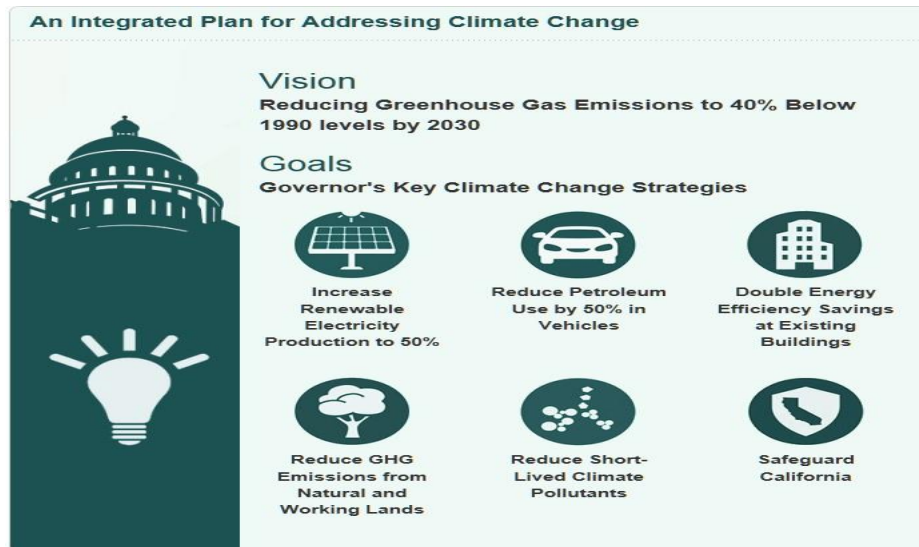 An Integrated Plan for Addressing Climate Change
Vision
Reducing Greenhouse Gas Emissions to 40% Below
1990 levels by 2030
Goals
Governor's Key Climate Change Strategies
Increase
Renewable
Electricity
Production to 50%
Reduce Petroleum
Use by 50% in
Vehicles
Double Energy
Efficiency Savings
at Existing
Buildings
Reduce GHG
Emissions from
Natural and
Working Lands
Reduce Short-
Lived Climate
Pollutants
Safeguard
California